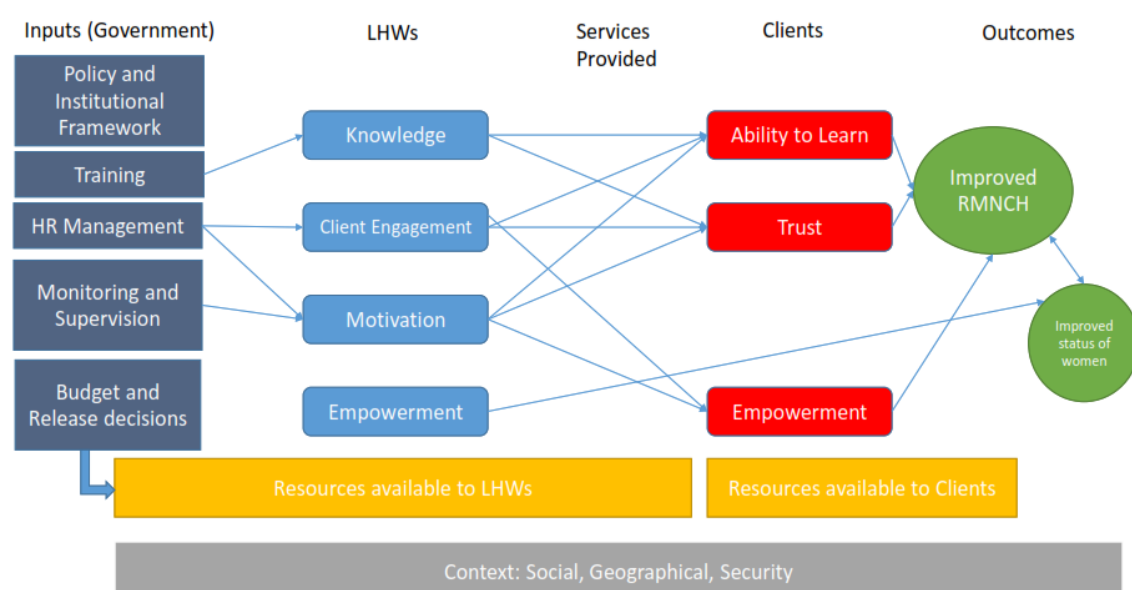 Inputs (Government)
LHWs
Services
Provided
Clients
Outcomes
Policy and
Institutional
Framework
Training
HR Management
Monitoring and
Supervision
Budget and
Release decisions
Knowledge
Client Engagement
Motivation
Empowerment
Ability to Learn
Trust
Empowerment
Improved
RMNCH
Improved
status of
women
Resources available to LHWs
Resources available to Clients
Context: Social, Geographical, Security